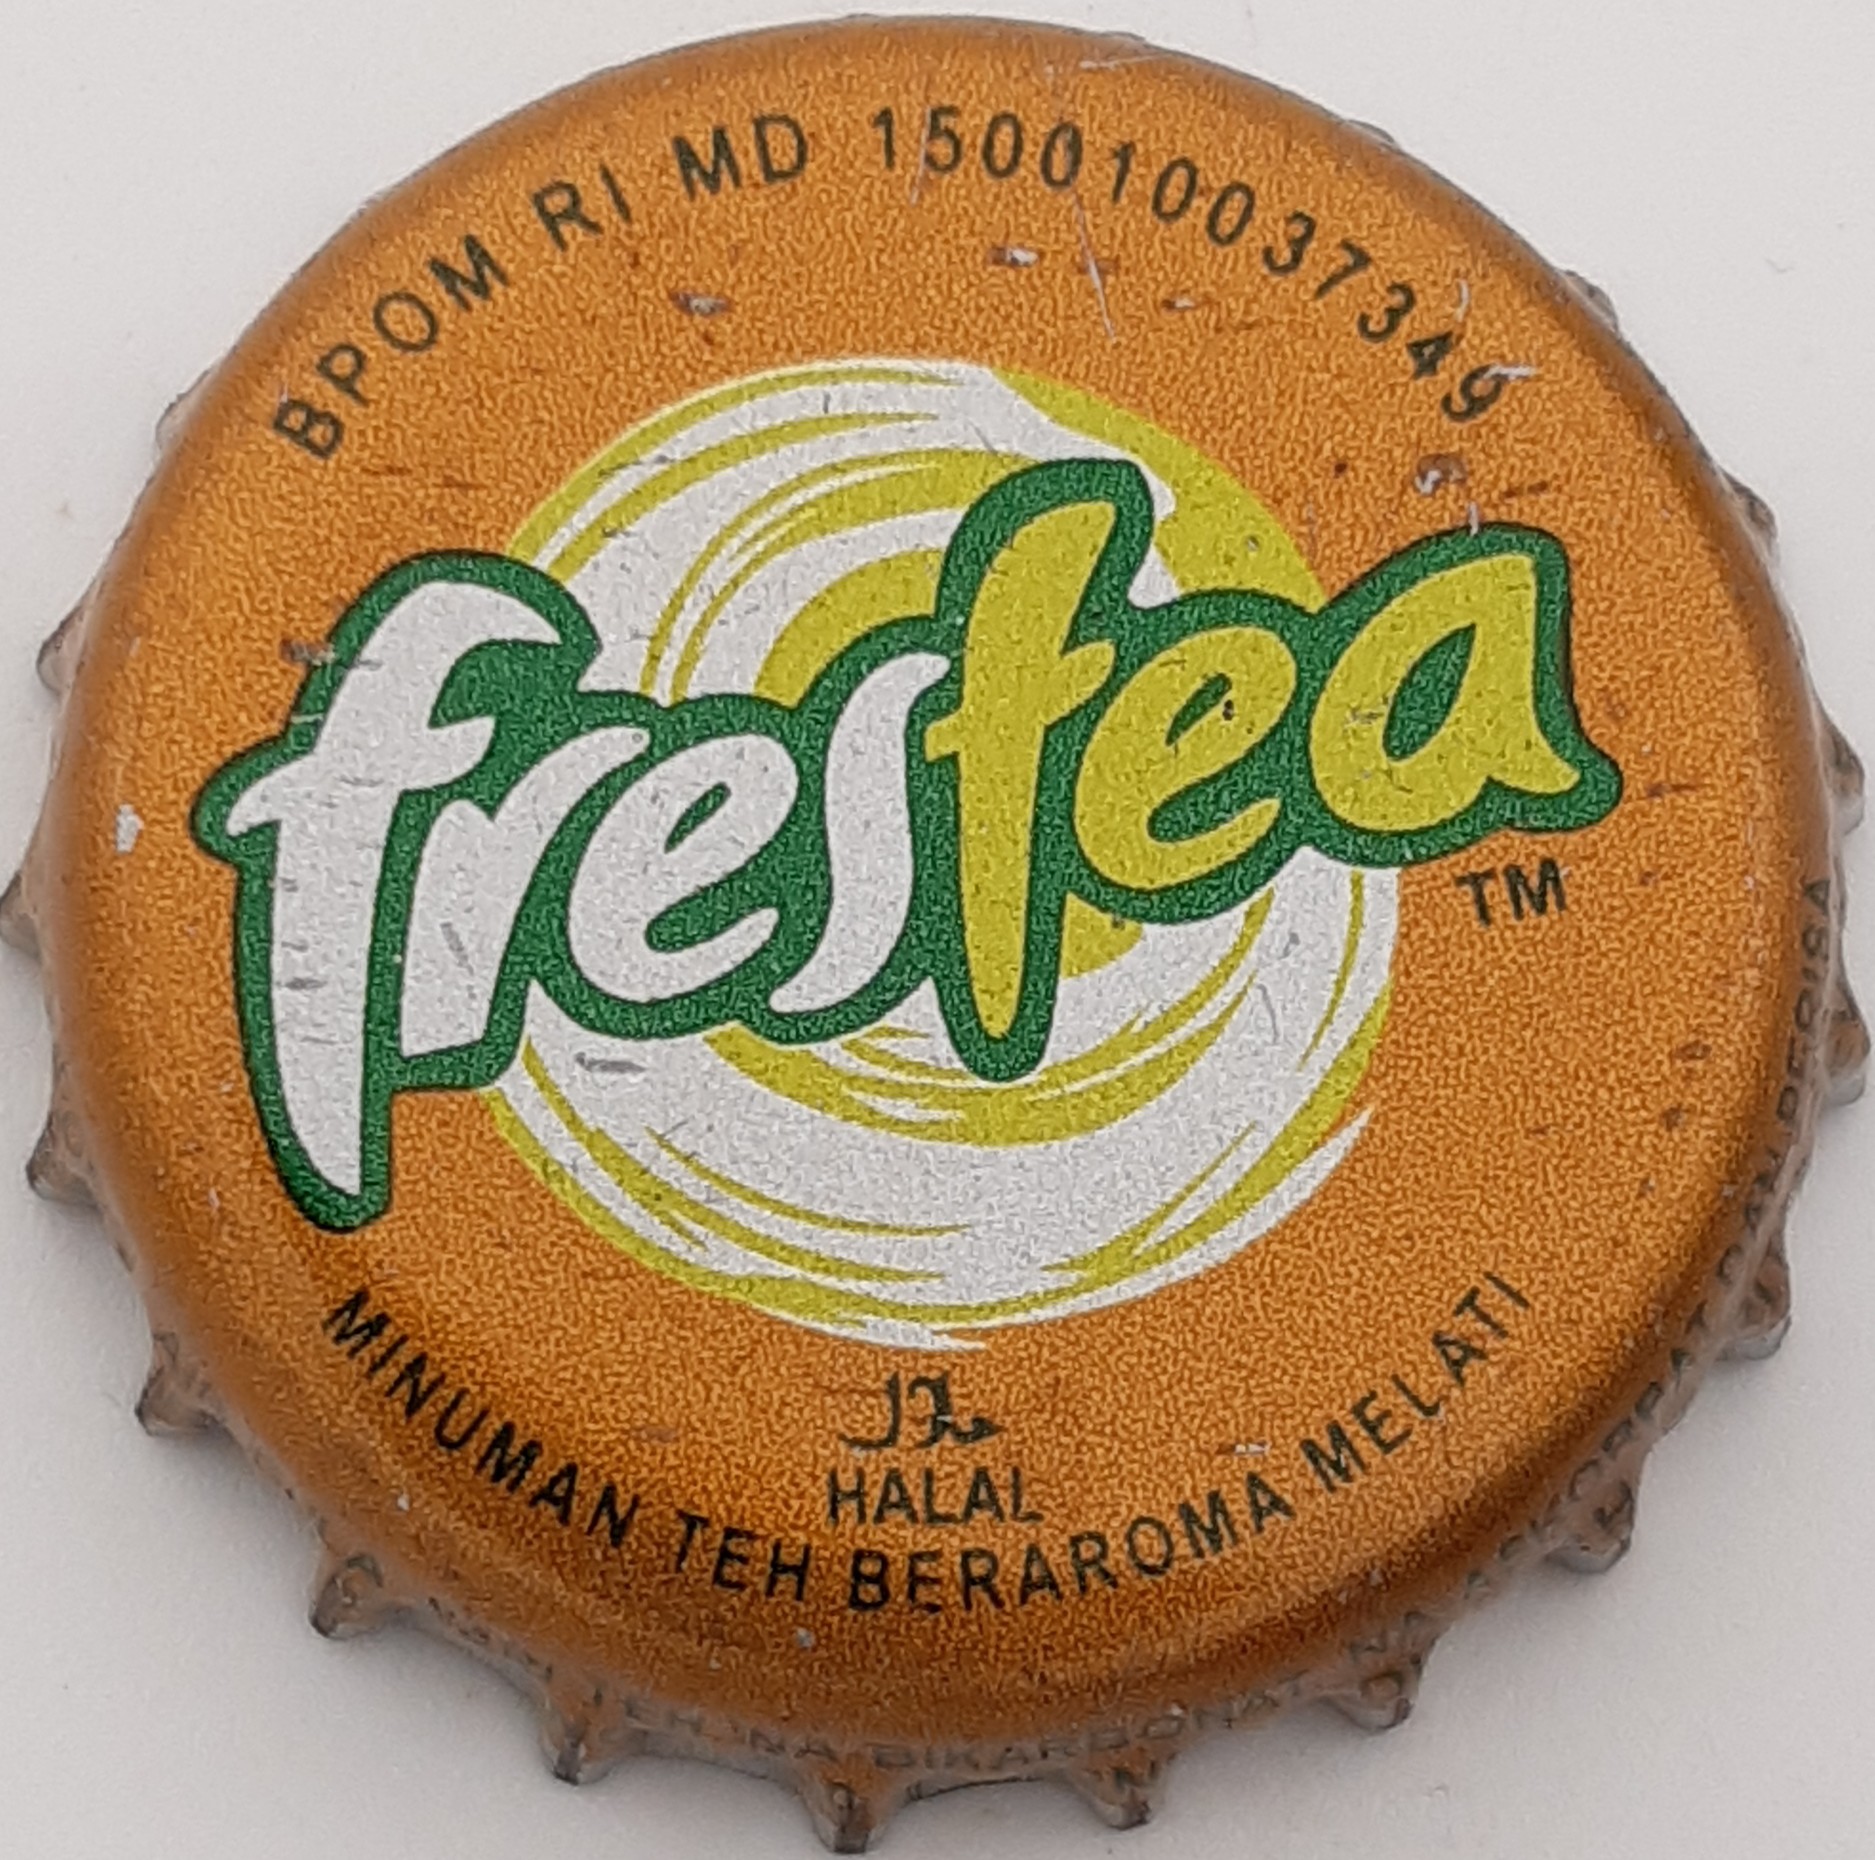 BPOM RI MD 150010037349
frestea
TM
حلال
HALAL
MINUMAN TEH BERAROMA MELATI